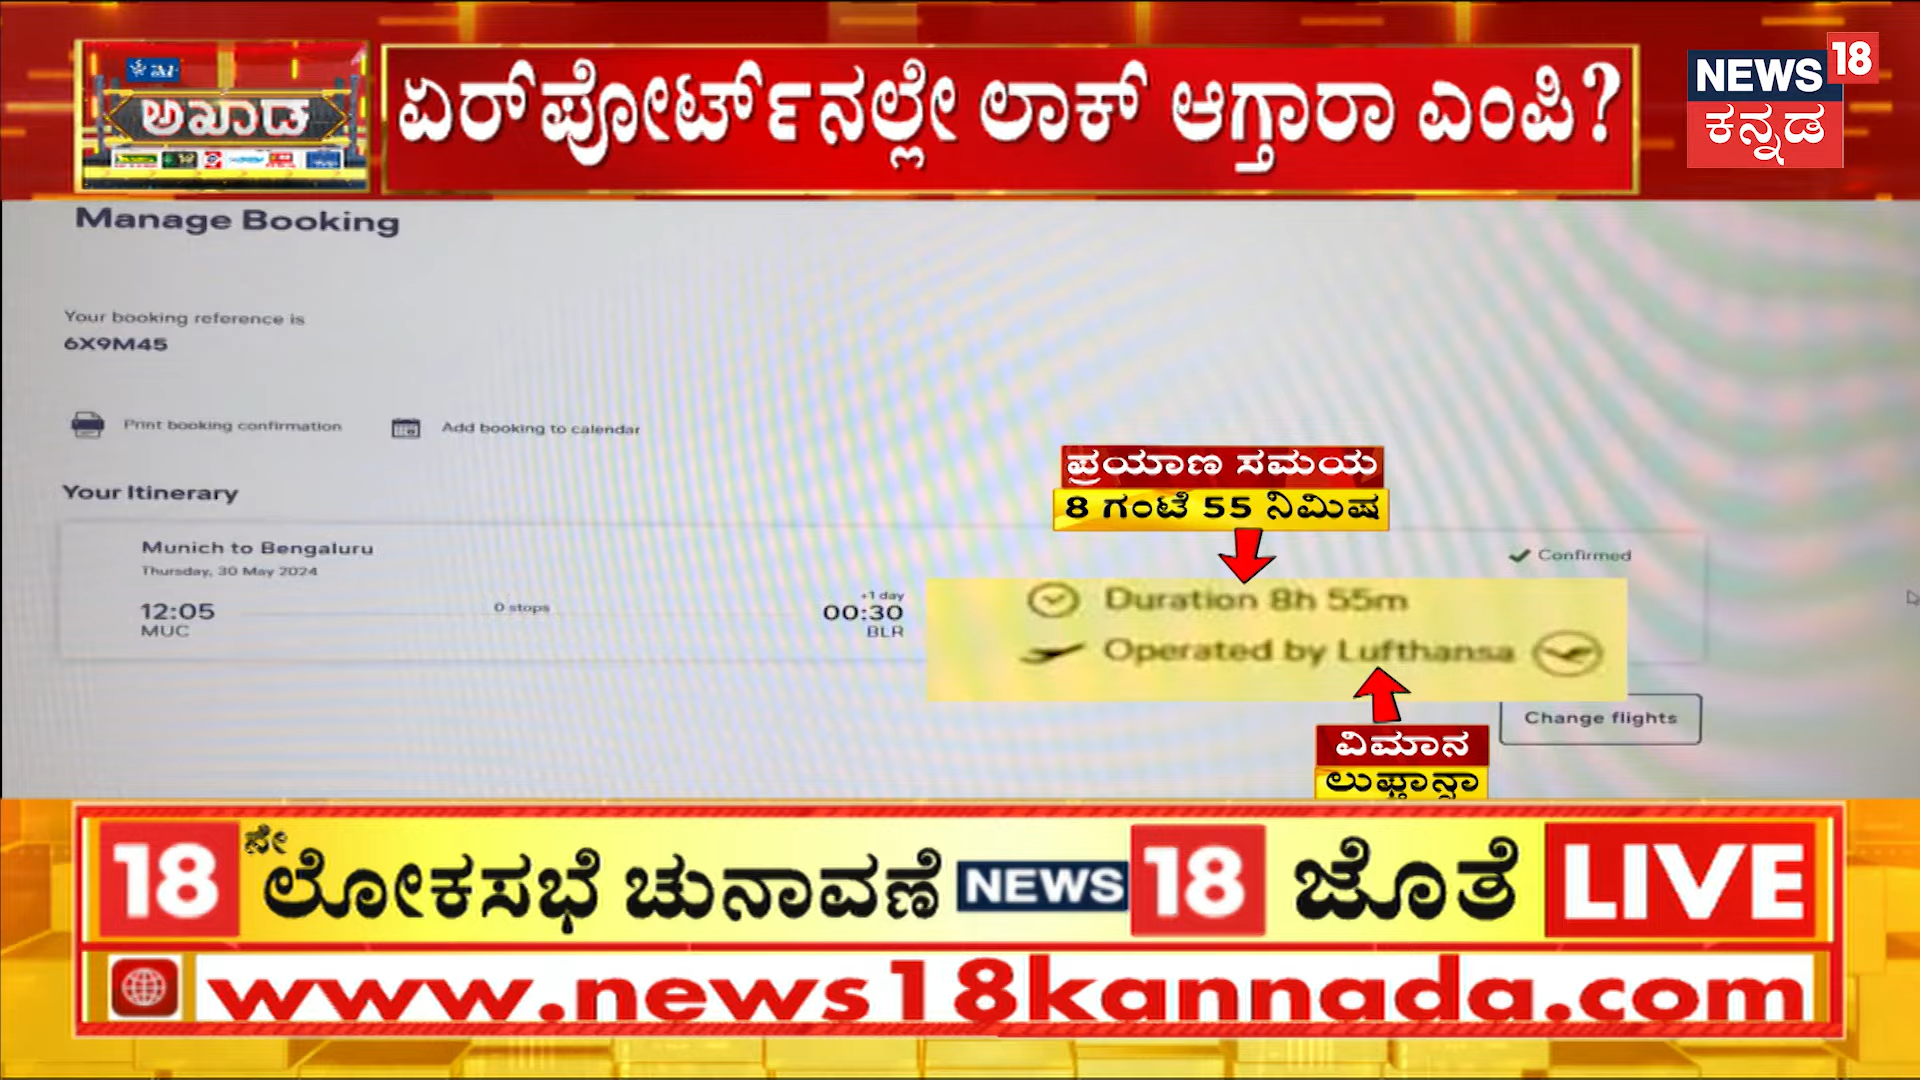 ಅಖಾಡ
ಏರ್‌ಪೋರ್ಟ್‌ನಲ್ಲೇ ಲಾಕ್ ಆಗ್ತಾರಾ ಎಂಪಿ?
NEWS 18
ಕನ್ನಡ
Manage Booking
Your booking reference is
6X9M45
Print booking confirmation
Add booking to calendar
Your Itinerary
ಪ್ರಯಾಣ ಸಮಯ
8 ಗಂಟೆ 55 ನಿಮಿಷ
Munich to Bengaluru
Thursday, 30 May 2024
Confirmed
12:05
MUC
0 stops
+1 day
00:30
BLR
Duration 8h 55m
Operated by Lufthansa
Change flights
ವಿಮಾನ
ಲುಫ್ತಾನ್ಸಾ
18 ನೇ ಲೋಕಸಭೆ ಚುನಾವಣೆ NEWS 18 ಜೊತೆ LIVE
www.news18kannada.com